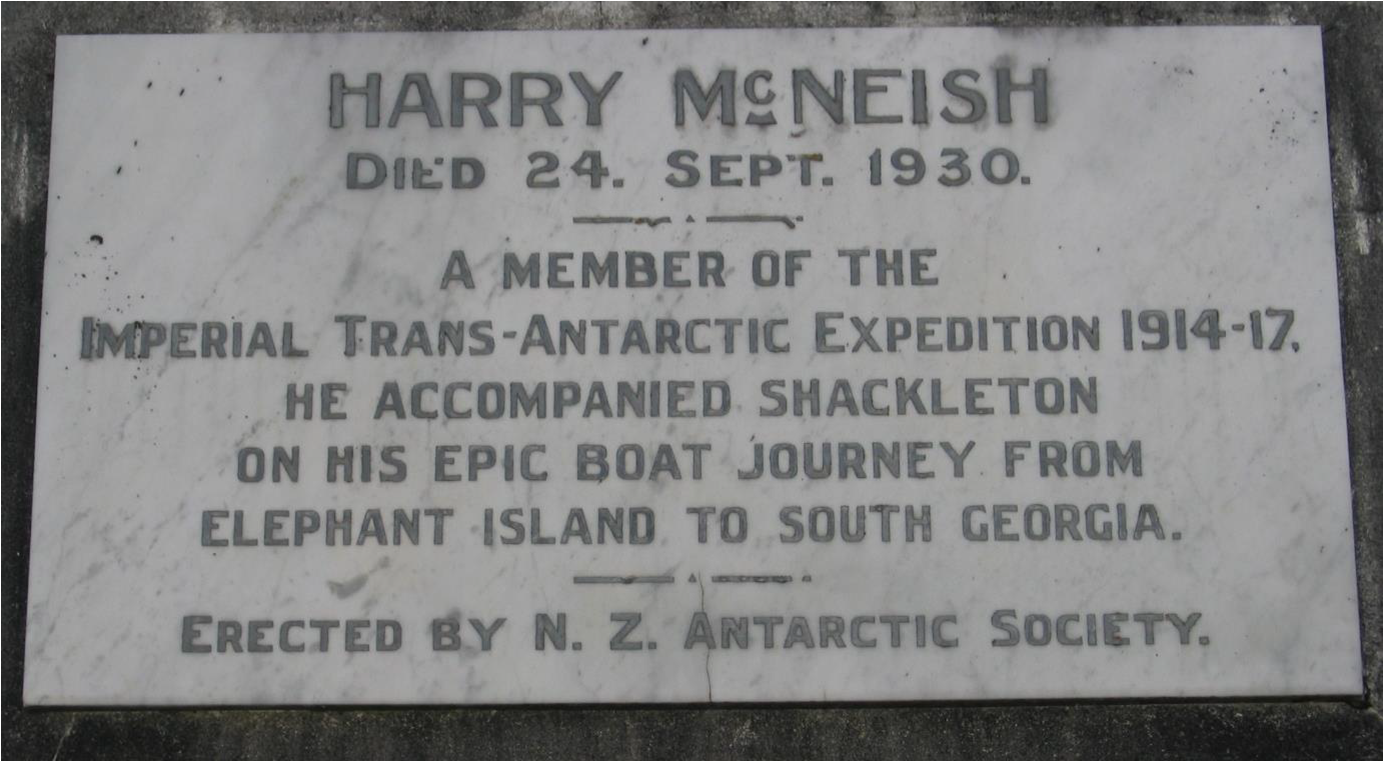 HARRY McNEISH
DIED 24. SEPT. 1930.
A MEMBER OF THE
IMPERIAL TRANS-ANTARCTIC EXPEDITION 1914-17.
HE ACCOMPANIED SHACKLETON
ON HIS EPIC BOAT JOURNEY FROM
ELEPHANT ISLAND TO SOUTH GEORGIA.
ERECTED BY N. Z. ANTARCTIC SOCIETY.